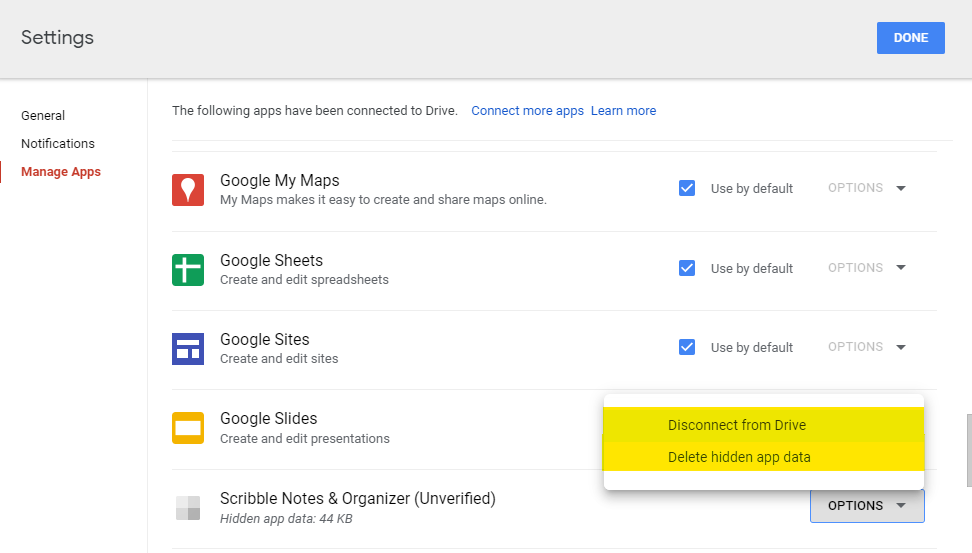 Settings
DONE
General
Notifications
Manage Apps
The following apps have been connected to Drive. Connect more apps Learn more
Google My Maps
My Maps makes it easy to create and share maps online.
Use by default
OPTIONS
Google Sheets
Create and edit spreadsheets
Use by default
OPTIONS
Google Sites
Create and edit sites
Use by default
OPTIONS
Google Slides
Create and edit presentations
Disconnect from Drive
Delete hidden app data
Scribble Notes & Organizer (Unverified)
Hidden app data: 44 KB
OPTIONS